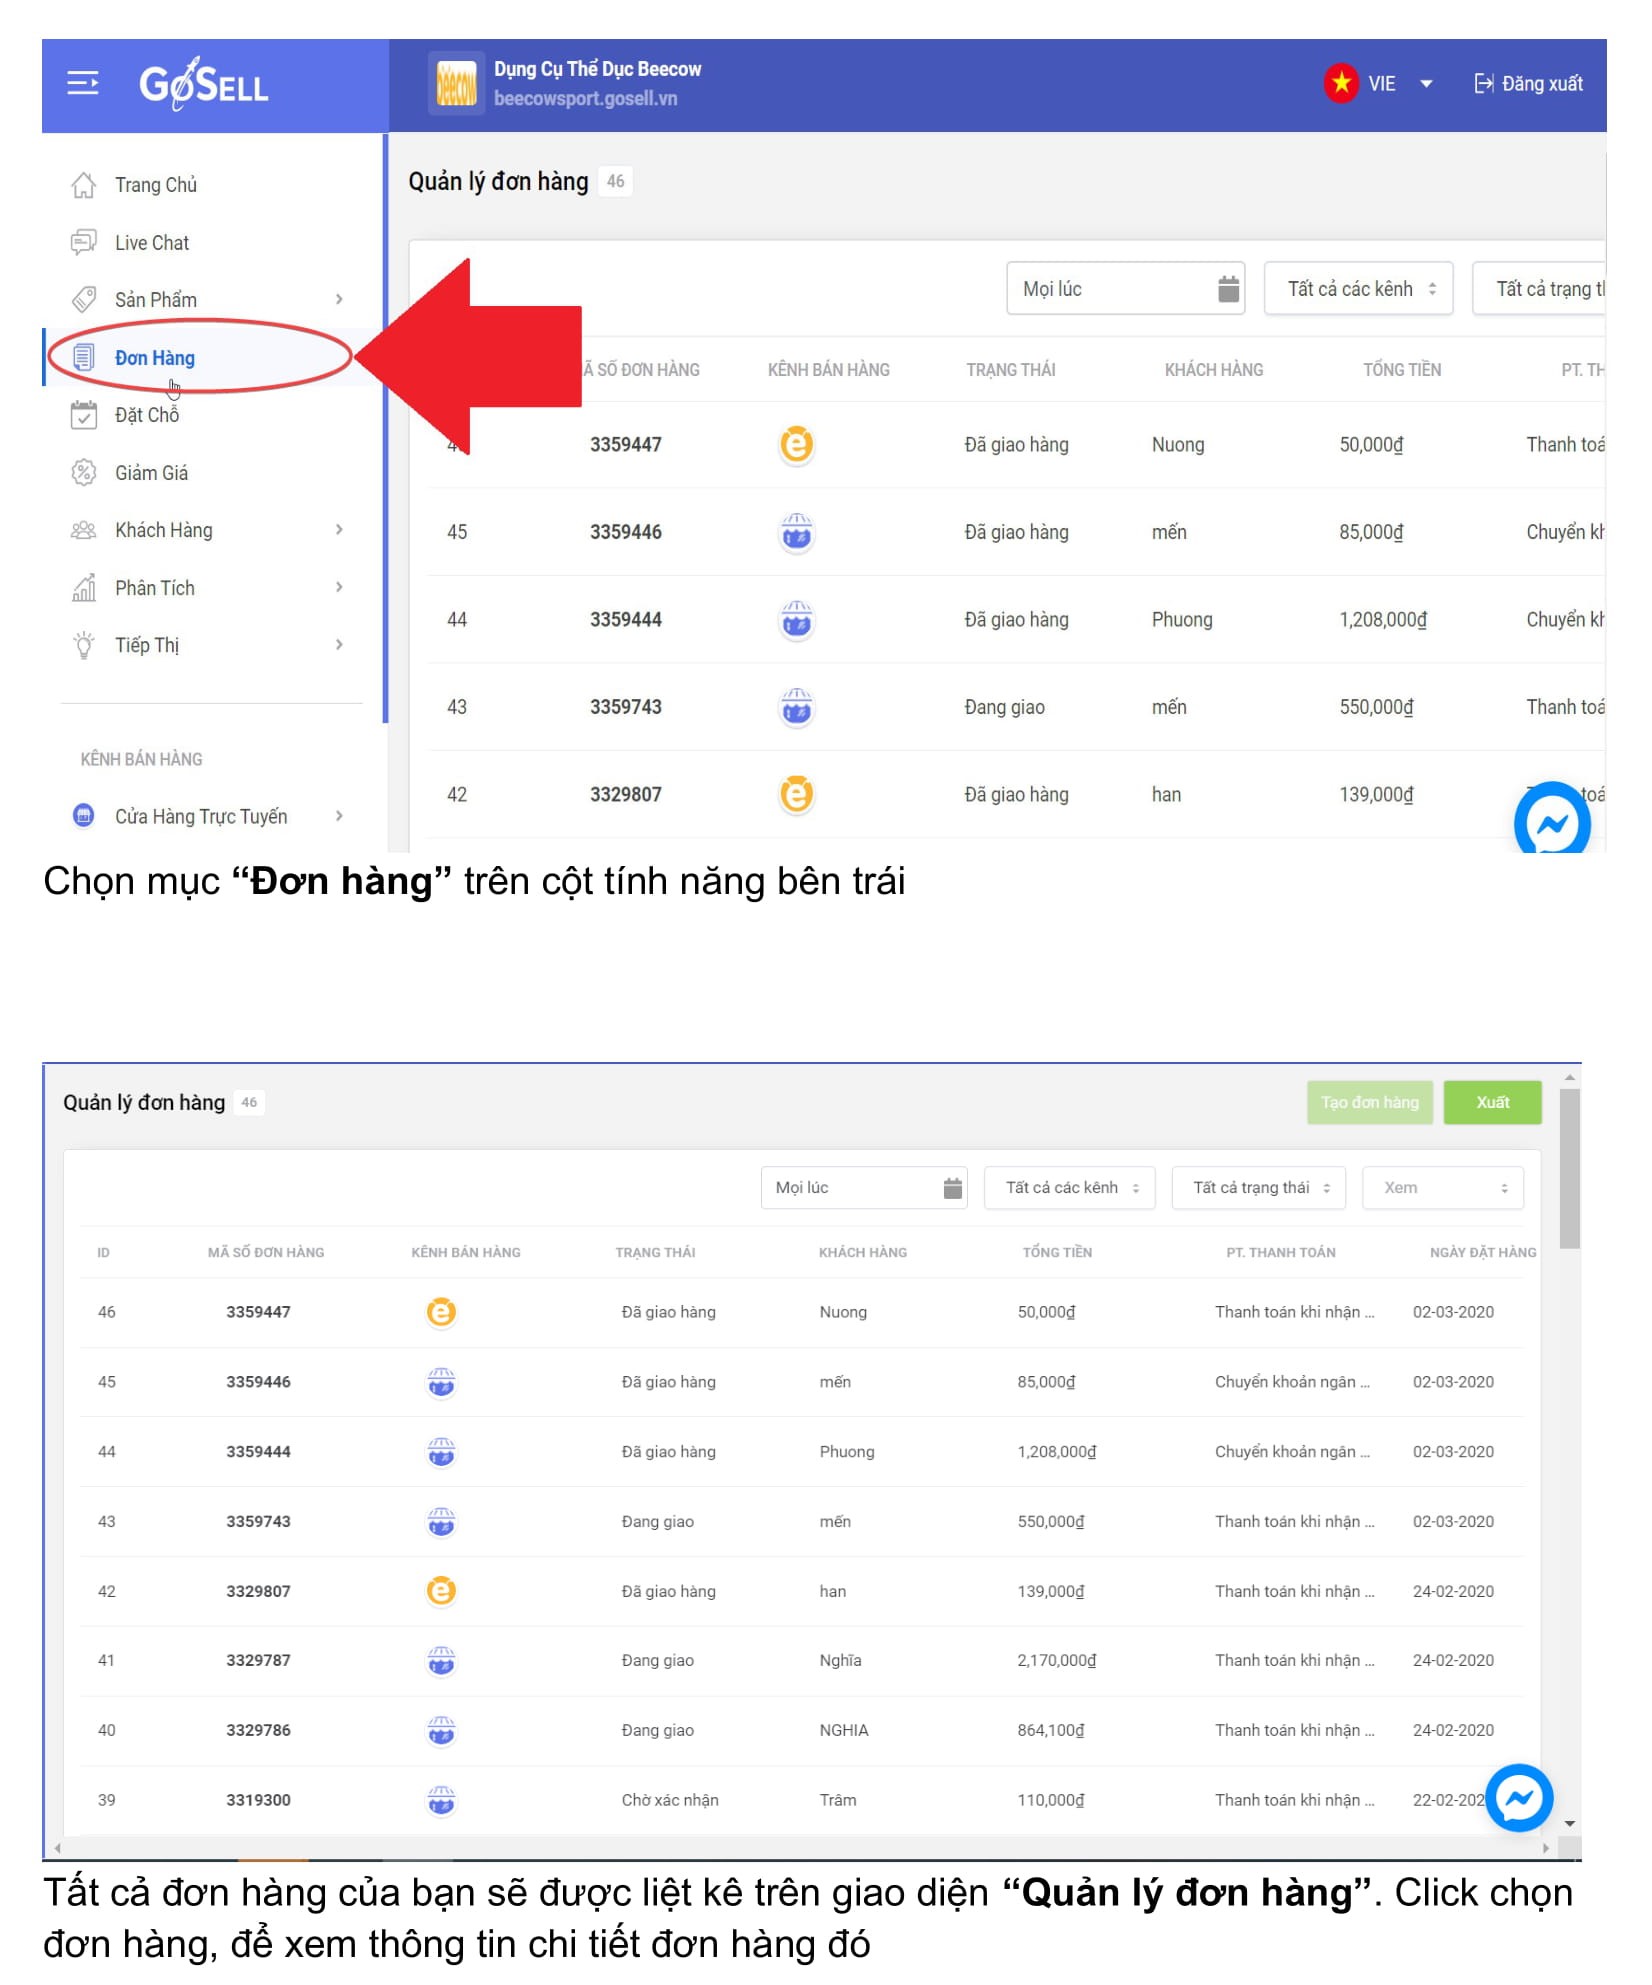 GoSELL
Dụng Cụ Thể Dục Beecow
beecowsport.gosell.vn
VIE
Đăng xuất
Trang Chủ
Live Chat
Sản Phẩm
Đơn Hàng
Đặt Chỗ
Giảm Giá
Khách Hàng
Phân Tích
Tiếp Thị
KÊNH BÁN HÀNG
Cửa Hàng Trực Tuyến
Quản lý đơn hàng 46
Mọi lúc Tất cả các kênh Tất cả trạng
SỐ ĐƠN HÀNG KÊNH BÁN HÀNG TRẠNG THÁI KHÁCH HÀNG TỔNG TIỀN PT.
3359447 Đã giao hàng Nuong 50,000₫ Thanh
45 3359446 Đã giao hàng mến 85,000₫ Chuyển
44 3359444 Đã giao hàng Phuong 1,208,000₫ Chuyển
43 3359743 Đang giao mến 550,000₫ Thanh
42 3329807 Đã giao hàng han 139,000₫
Chọn mục “Đơn hàng” trên cột tính năng bên trái
Quản lý đơn hàng 46
Tạo đơn hàng Xuất
Mọi lúc Tất cả các kênh Tất cả trạng thái Xem
ID MÃ SỐ ĐƠN HÀNG KÊNH BÁN HÀNG TRẠNG THÁI KHÁCH HÀNG TỔNG TIỀN PT. THANH TOÁN NGÀY ĐẶT HÀNG
46 3359447 Đã giao hàng Nuong 50,000₫ Thanh toán khi nhận ... 02-03-2020
45 3359446 Đã giao hàng mến 85,000₫ Chuyển khoản ngân ... 02-03-2020
44 3359444 Đã giao hàng Phuong 1,208,000₫ Chuyển khoản ngân ... 02-03-2020
43 3359743 Đang giao mến 550,000₫ Thanh toán khi nhận ... 02-03-2020
42 3329807 Đã giao hàng han 139,000₫ Thanh toán khi nhận ... 24-02-2020
41 3329787 Đang giao Nghĩa 2,170,000₫ Thanh toán khi nhận ... 24-02-2020
40 3329786 Đang giao NGHIA 864,100₫ Thanh toán khi nhận ... 24-02-2020
39 3319300 Chờ xác nhận Trâm 110,000₫ Thanh toán khi nhận ... 22-02-202
Tất cả đơn hàng của bạn sẽ được liệt kê trên giao diện “Quản lý đơn hàng”. Click chọn
đơn hàng, để xem thông tin chi tiết đơn hàng đó